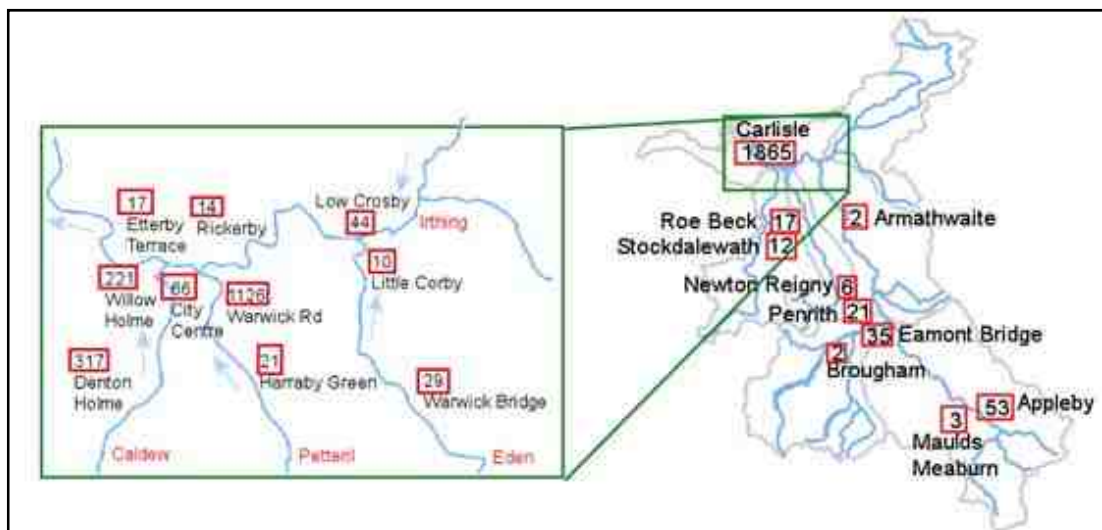 17
Etterby
Terrace
14
Rickerby
Low Crosby
44
Irthing
10
Little Corby
221
Willow
Holme
66
City
Centre
1126
Warwick Rd
317
Denton
Holme
21
Harraby Green
29
Warwick Bridge
Caldew
Petteril
Eden
Carlisle
1865
Roe Beck
17
2
Armathwaite
Stockdalewath
12
Newton Reigny
6
Penrith
21
35
Eamont Bridge
2
Brougham
53
Appleby
3
Maulds
Meaburn